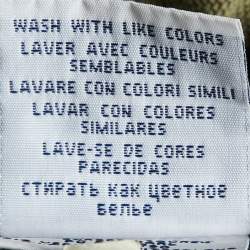 WASH WITH LIKE COLORS
LAVER AVEC COULEURS
SEMBLABLES
LAVARE CON COLORI SIMILI
LAVAR CON COLORES
SIMILARES
LAVE-SE DE CORES
PARECIDAS
СТИРАТЬ КАК ЦВЕТНОЕ
БЕЛЬЕ